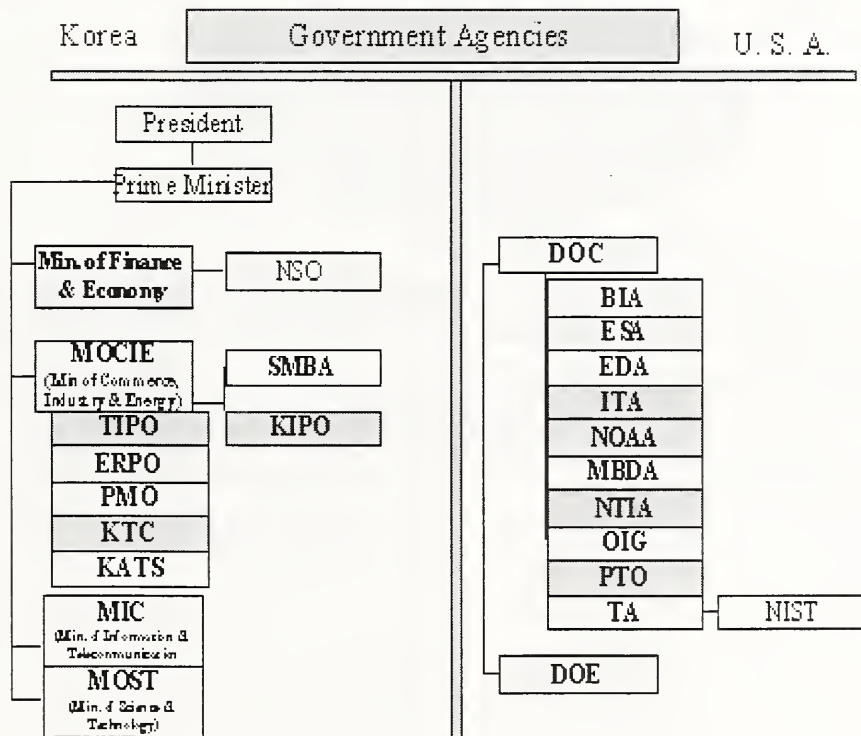 Korea
Government Agencies
U. S. A.
President
Prime Minister
Min. of Finance
& Economy
NSO
MOCIE
(Min of Commerce,
Industry & Energy)
SMBA
TIPO
KIPO
ERPO
PMO
KTC
KATS
MIC
(Min. of Information &
Telecommunication
MOST
(Min. of Science &
Technology)
DOC
BIA
ESA
EDA
ITA
NOAA
MBDA
NTIA
OIG
PTO
TA
NIST
DOE